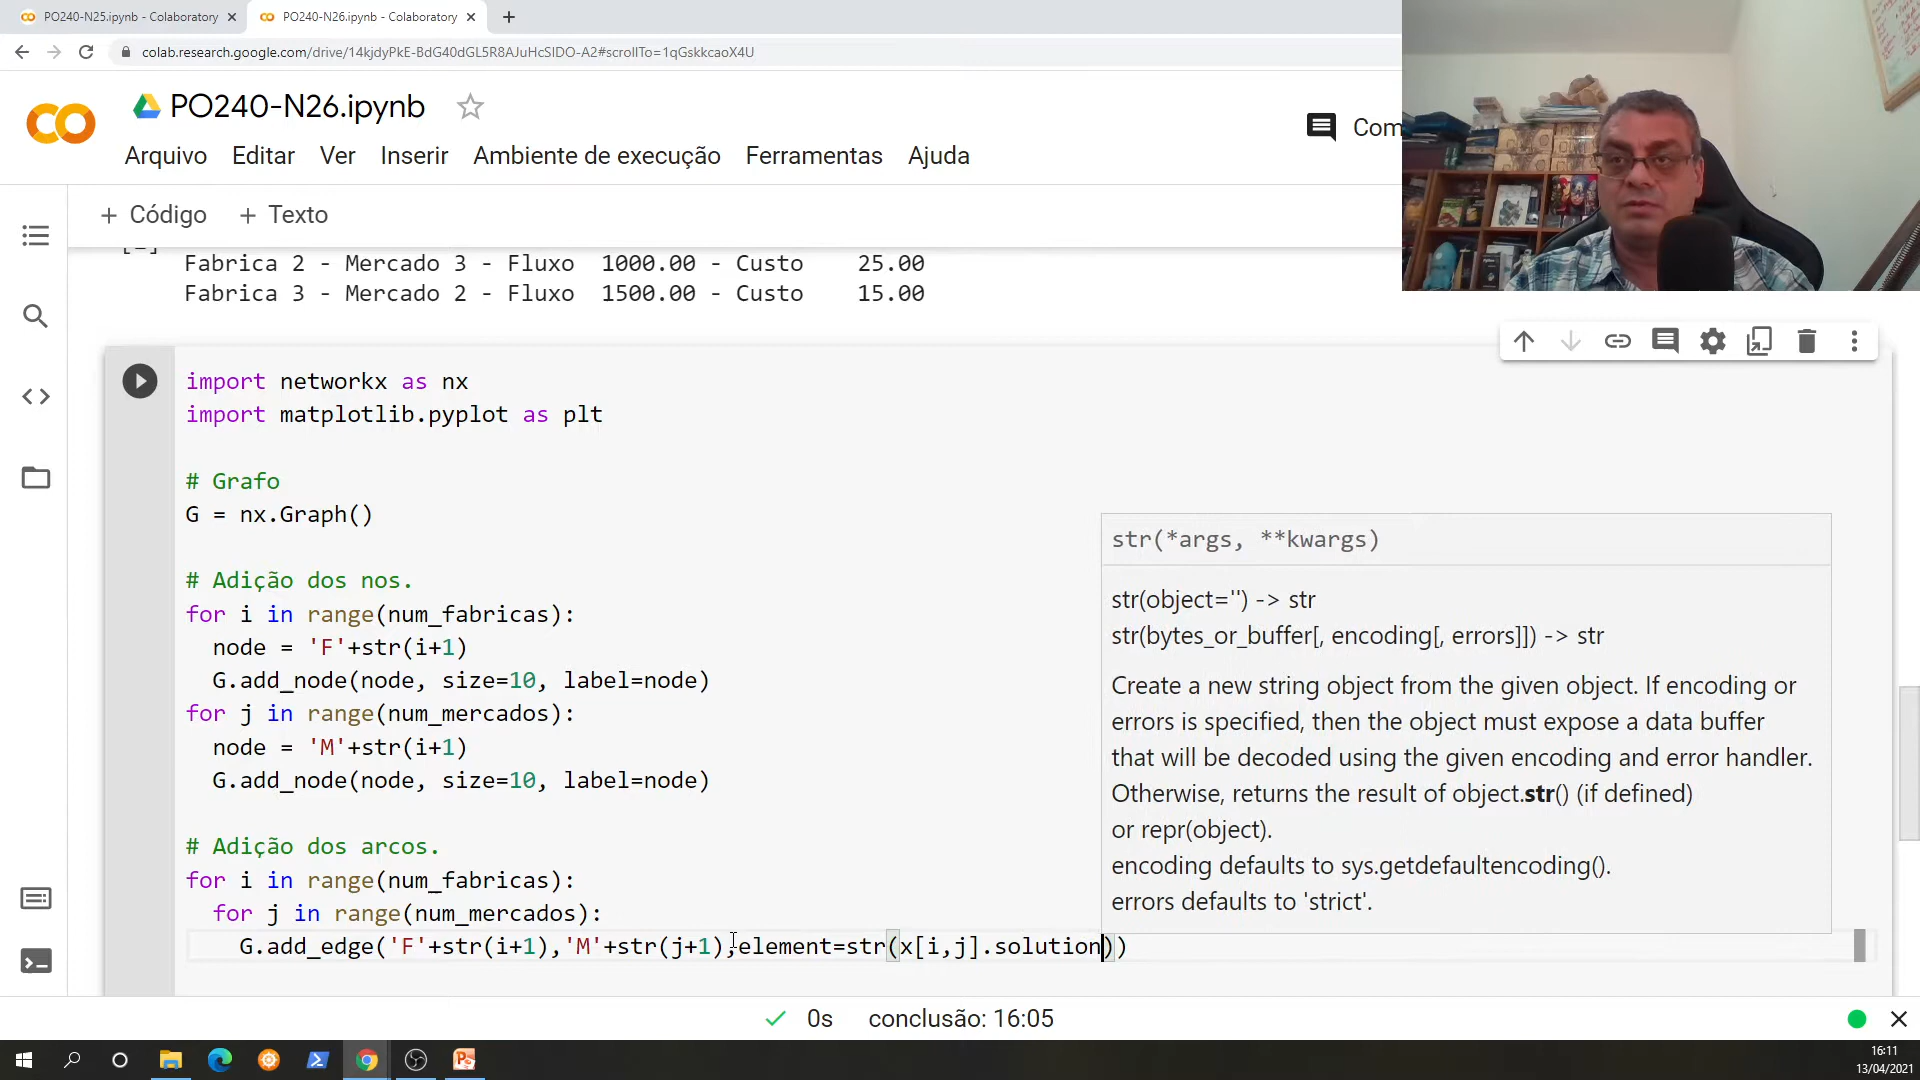 PO240-N25.ipynb - Colaboratory
PO240-N26.ipynb - Colaboratory
colab.research.google.com/drive/14kjdyPkE-BdG40dGL5R8AJuHcSIDO-A2#scrollTo=1qGskkcaoX4U
PO240-N26.ipynb
Com
Arquivo Editar Ver Inserir Ambiente de execução Ferramentas Ajuda
+ Código + Texto
Fabrica 2 - Mercado 3 - Fluxo 1000.00 - Custo 25.00
Fabrica 3 - Mercado 2 - Fluxo 1500.00 - Custo 15.00
import networkx as nx
import matplotlib.pyplot as plt
# Grafo
G = nx.Graph()
# Adição dos nos.
for i in range(num_fabricas):
node = 'F'+str(i+1)
G.add_node(node, size=10, label=node)
for j in range(num_mercados):
node = 'M'+str(i+1)
G.add_node(node, size=10, label=node)
# Adição dos arcos.
for i in range(num_fabricas):
for j in range(num_mercados):
G.add_edge('F'+str(i+1),'M'+str(j+1),element=str(x[i,j].solution))
str(*args, **kwargs)
str(object='') -> str
str(bytes_or_buffer[, encoding[, errors]]) -> str
Create a new string object from the given object. If encoding or
errors is specified, then the object must expose a data buffer
that will be decoded using the given encoding and error handler.
Otherwise, returns the result of object.str() (if defined)
or repr(object).
encoding defaults to sys.getdefaultencoding().
errors defaults to 'strict'.
0s conclusão: 16:05
16:11
13/04/2021